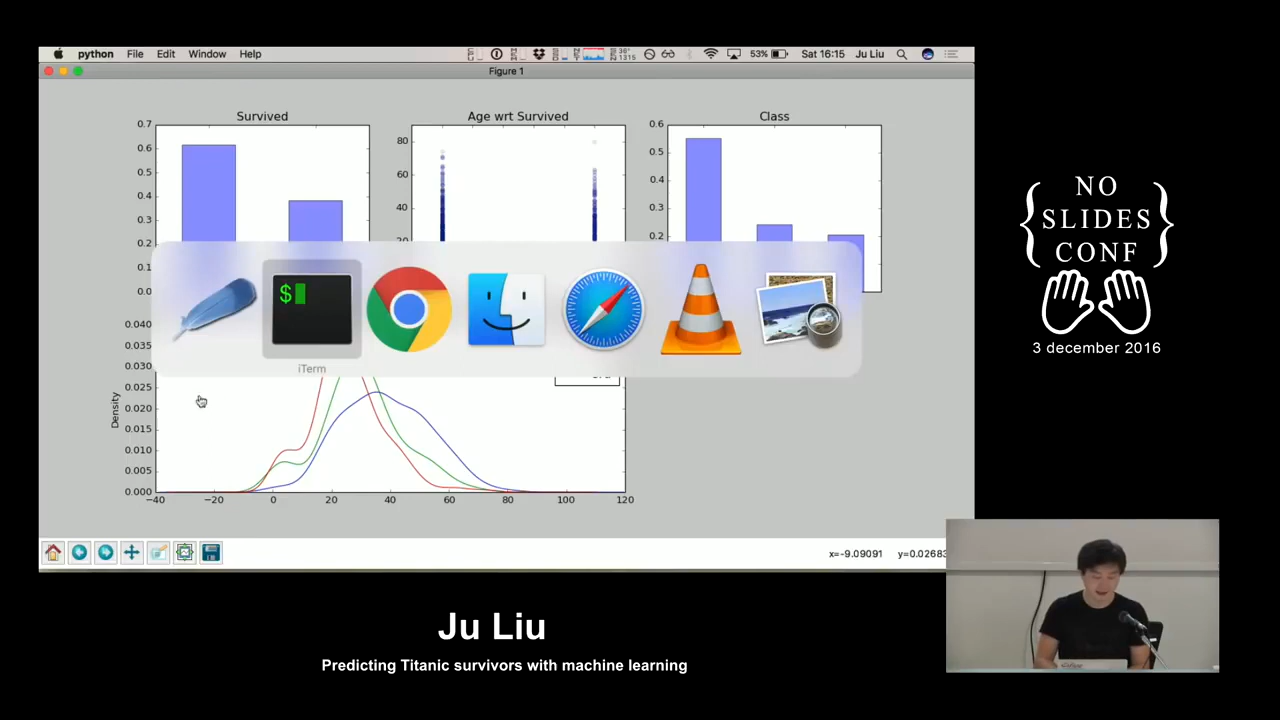 python File Edit Window Help 53% Sat 16:15 Ju Liu
Figure 1
Survived
Age wrt Survived
Class
0.7
0.6
0.5
0.4
0.3
0.2
0.1
0.0
80
60
40
20
0.6
0.5
0.4
0.3
0.2
$
iTerm
Density
0.040
0.035
0.030
0.025
0.020
0.015
0.010
0.005
0.000
−40 −20 0 20 40 60 80 100 120
x=-9.09091 y=0.0268
NO
SLIDES
CONF
3 december 2016
Ju Liu
Predicting Titanic survivors with machine learning